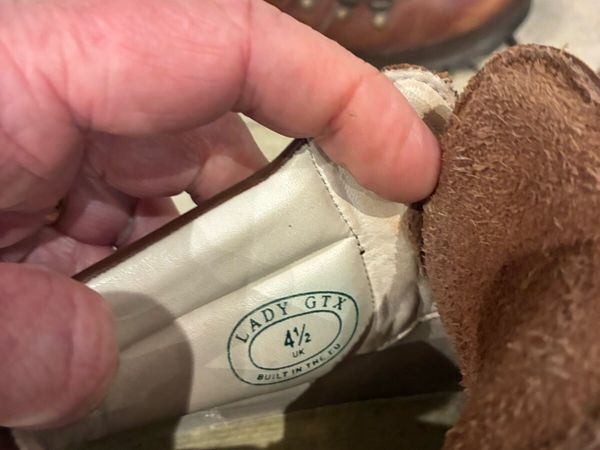 LADY GTX
4½
UK
BUILT IN THE EU